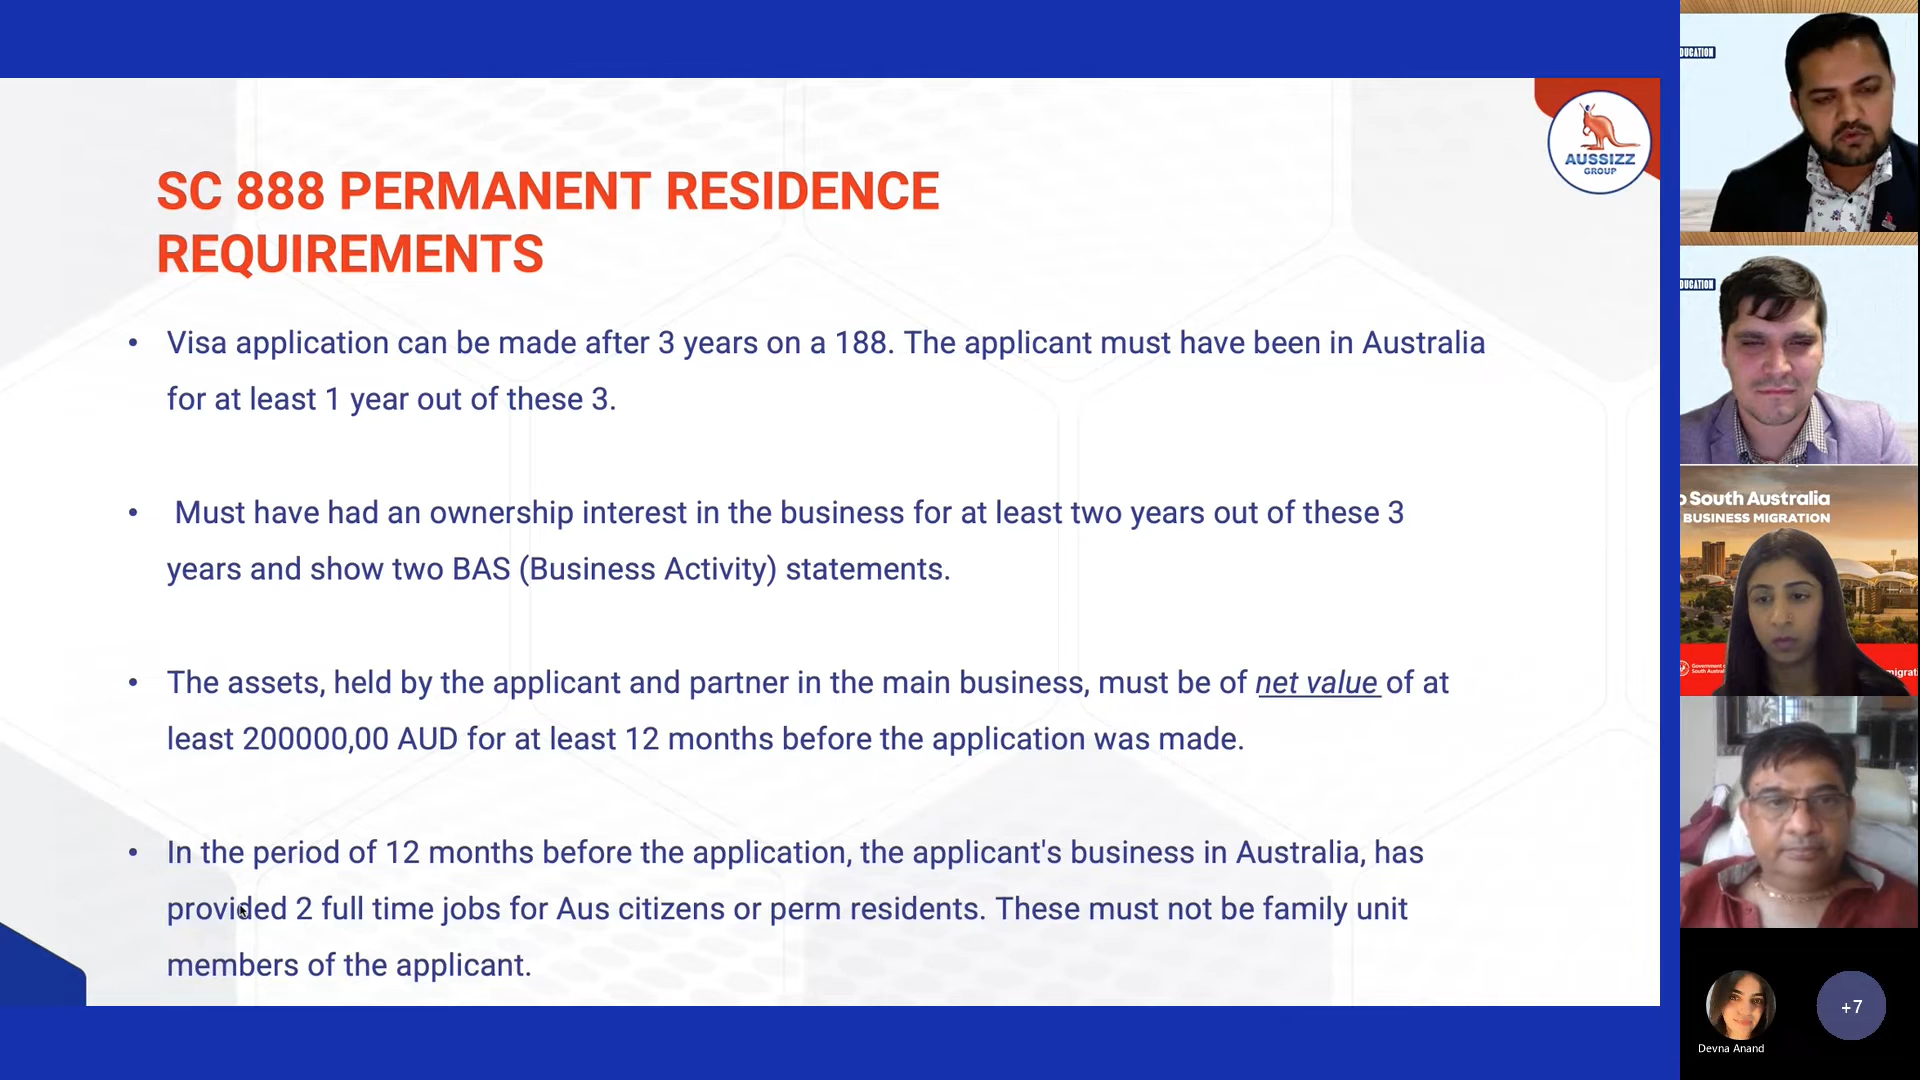 SC 888 PERMANENT RESIDENCE
REQUIREMENTS
• Visa application can be made after 3 years on a 188. The applicant must have been in Australia
for at least 1 year out of these 3.
• Must have had an ownership interest in the business for at least two years out of these 3
years and show two BAS (Business Activity) statements.
• The assets, held by the applicant and partner in the main business, must be of net value of at
least 200000,00 AUD for at least 12 months before the application was made.
• In the period of 12 months before the application, the applicant's business in Australia, has
provided 2 full time jobs for Aus citizens or perm residents. These must not be family unit
members of the applicant.
AUSSIZZ
GROUP
DUCATION
DUCATION
South Australia
BUSINESS MIGRATION
Government
South Austral
migrat
Devna Anand
+7